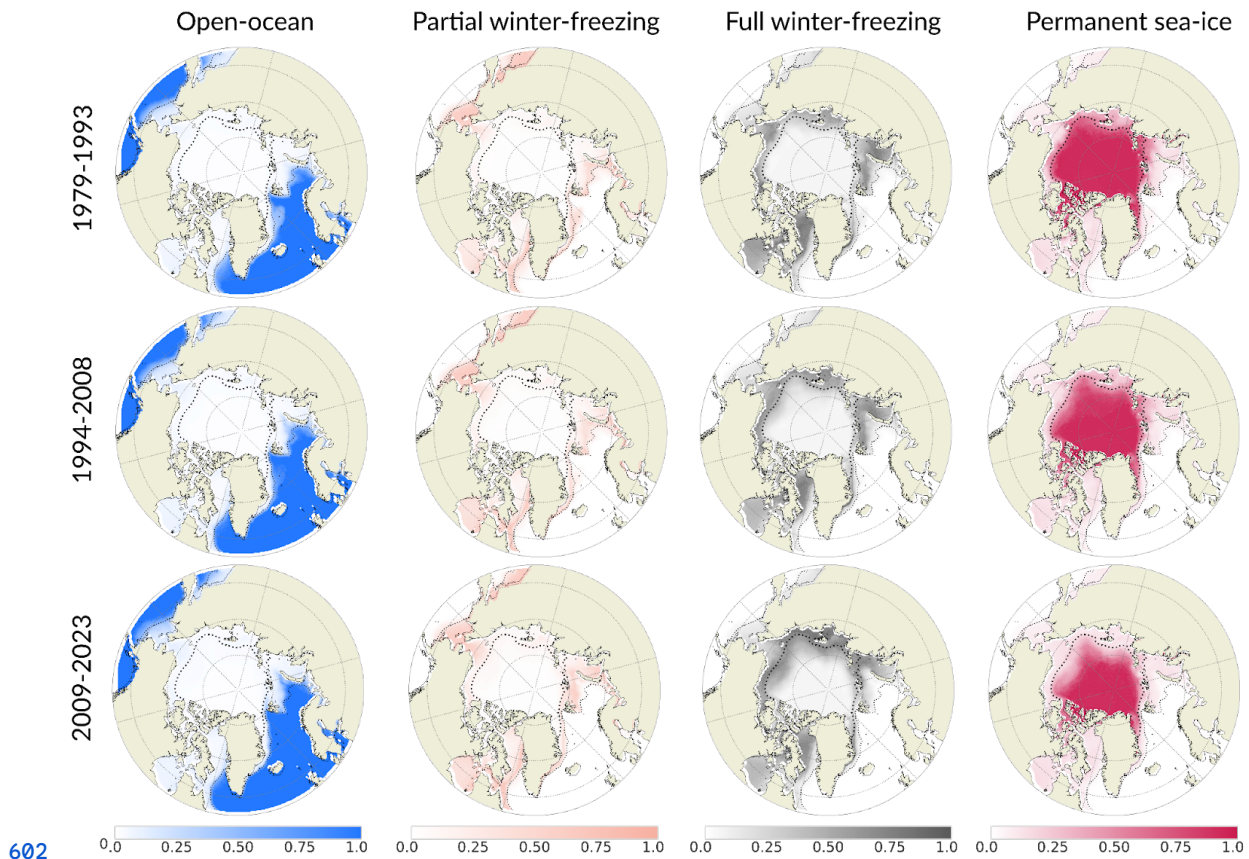 Open-ocean Partial winter-freezing Full winter-freezing Permanent sea-ice
1979-1993
1994-2008
2009-2023
0.0 0.25 0.50 0.75 1.0 0.0 0.25 0.50 0.75 1.0 0.0 0.25 0.50 0.75 1.0 0.0 0.25 0.50 0.75 1.0
602